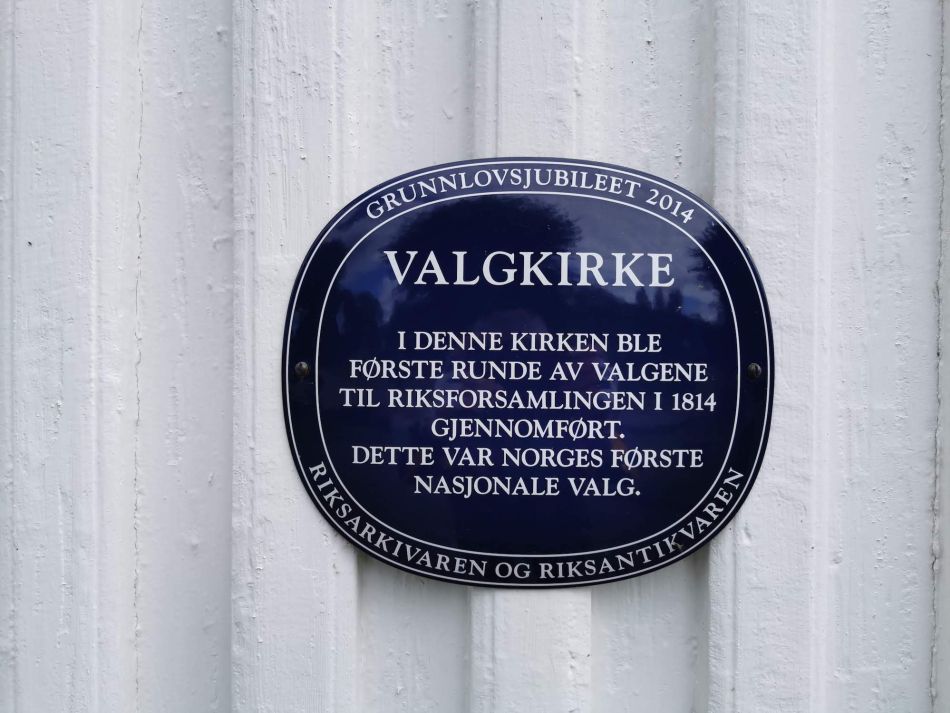 GRUNNLOVSJUBILEET 2014
VALGKIRKE
I DENNE KIRKEN BLE
FØRSTE RUNDE AV VALGENE
TIL RIKSFORSAMLINGEN I 1814
GJENNOMFØRT.
DETTE VAR NORGES FØRSTE
NASJONALE VALG.
RIKSARKIVAREN OG RIKSANTIKVAREN